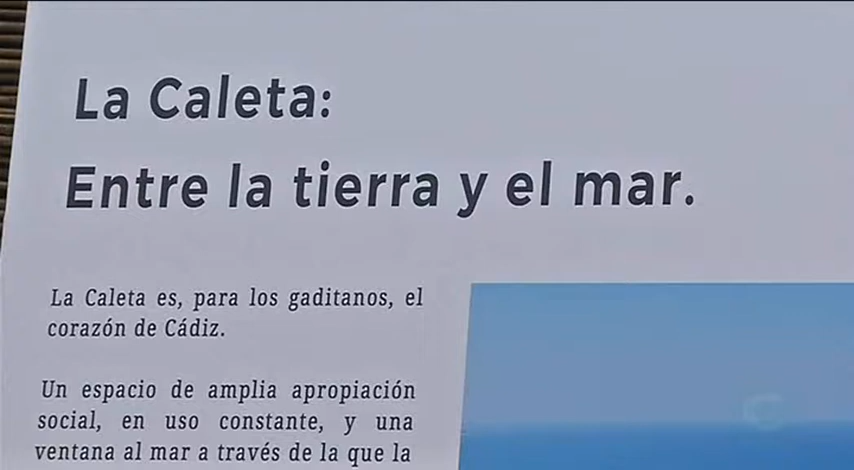 La Caleta:
Entre la tierra y el mar.
La Caleta es, para los gaditanos, el
corazón de Cádiz.
Un espacio de amplia apropiación
social, en uso constante, y una
ventana al mar a través de la que la